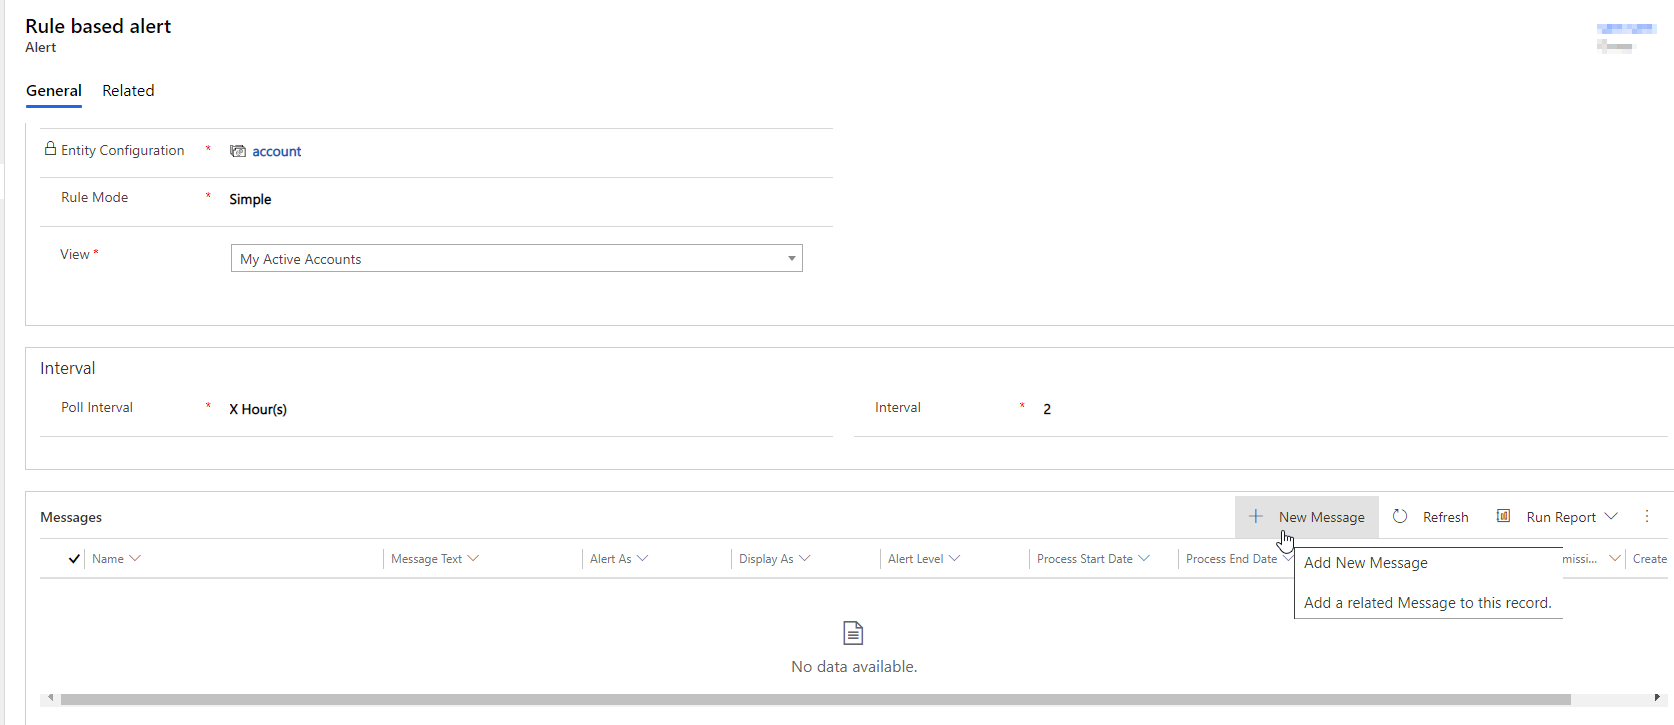 Rule based alert
Alert
General Related
Entity Configuration * account
Rule Mode * Simple
View * My Active Accounts
Interval
Poll Interval * X Hour(s) Interval * 2
Messages New Message Refresh Run Report
Name Message Text Alert As Display As Alert Level Process Start Date Process End Date missi... Create
Add New Message
Add a related Message to this record.
No data available.